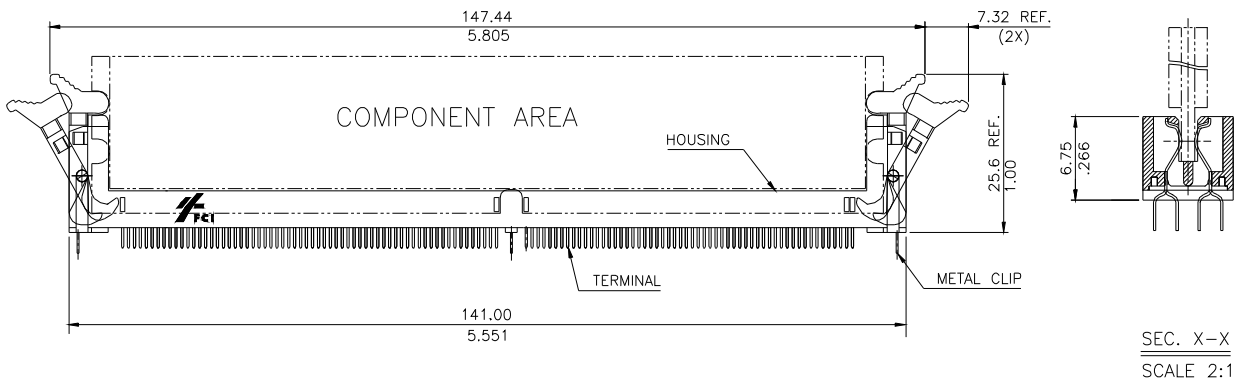 147.44
5.805
7.32 REF.
(2X)
COMPONENT AREA
HOUSING
25.6 REF.
1.00
6.75
.266
FCI
TERMINAL
METAL CLIP
141.00
5.551
SEC. X-X
SCALE 2:1